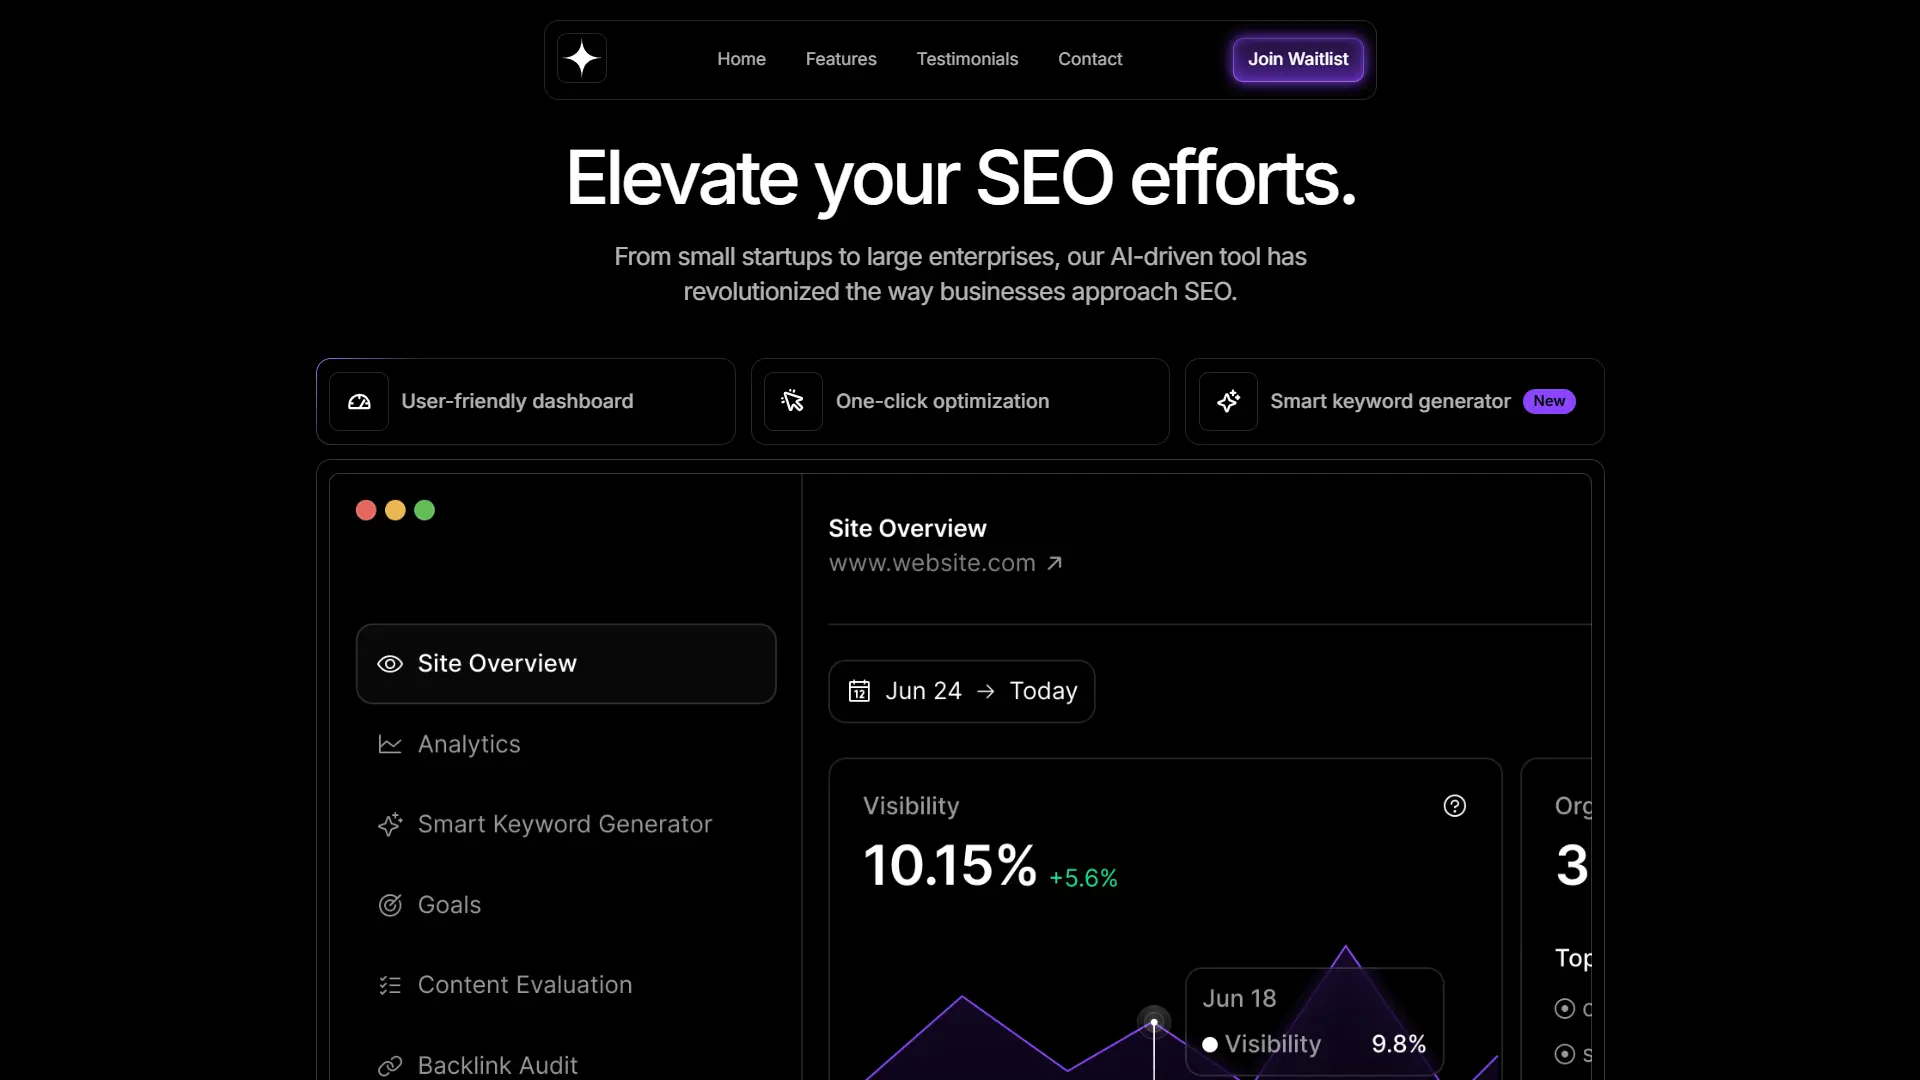 Home Features Testimonials Contact Join Waitlist
Elevate your SEO efforts.
From small startups to large enterprises, our AI-driven tool has
revolutionized the way businesses approach SEO.
User-friendly dashboard
One-click optimization
Smart keyword generator New
Site Overview
www.website.com
Site Overview
Analytics
Smart Keyword Generator
Goals
Content Evaluation
Backlink Audit
12 Jun 24 → Today
Visibility
10.15% +5.6%
Jun 18
Visibility 9.8%
3